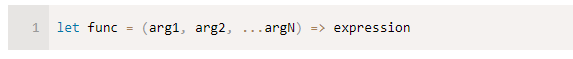 1 let func = (arg1, arg2, ...argN) => expression